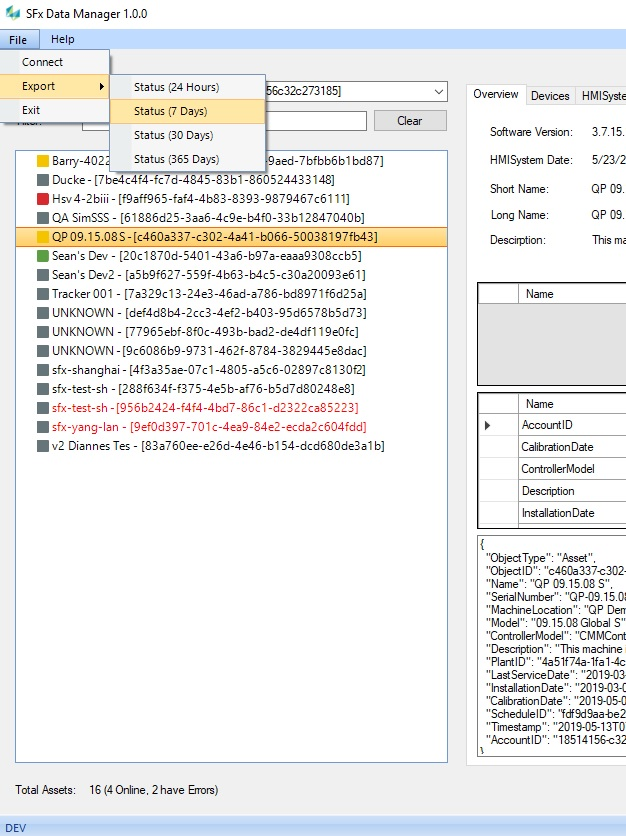 SFx Data Manager 1.0.0
File Help
Connect
Export
Exit
Status (24 Hours)
Status (7 Days)
Status (30 Days)
Status (365 Days)
56c32c273185]
Clear
Barry-4022
9aed-7bfbb6b1bd87]
Ducke - [7be4c4f4-fc7d-4845-83b1-860524433148]
Hsv 4-2biii - [f9aff965-faf4-4b83-8393-9879467c6111]
QA SimSSS - [61886d25-3aa6-4c9e-b4f0-33b12847040b]
QP 09.15.08 S - [c460a337-c302-4a41-b066-50038197fb43]
Sean's Dev - [20c1870d-5401-43a6-b97a-eaaa9308ccb5]
Sean's Dev2 - [a5b9f627-559f-4b63-b4c5-c30a20093e61]
Tracker 001 - [7a329c13-24e3-46ad-a786-bd8971f6d25a]
UNKNOWN - [def4d8b4-2cc3-4ef2-b403-95d6578b5d73]
UNKNOWN - [77965ebf-8f0c-493b-bad2-de4df119e0fc]
UNKNOWN - [9c6086b9-9731-462f-8784-3829445e8dac]
sfx-shanghai - [4f3a35ae-07c1-4805-a5c6-02897c8130f2]
sfx-test-sh - [288f634f-f375-4e5b-af76-b5d7d80248e8]
sfx-test-sh - [956b2424-f4f4-4bd7-86c1-d2322ca85223]
sfx-yang-lan - [9ef0d397-701c-4ea9-84e2-ecda2c604fdd]
v2 Diannes Tes - [83a760ee-e26d-4e46-b154-dcd680de3a1b]
Total Assets: 16 (4 Online, 2 have Errors)
DEV
Overview Devices HMISyste
Software Version: 3.7.15.
HMISystem Date: 5/23/2
Short Name: QP 09.
Long Name: QP 09.
Descirption: This ma
Name
Name
AccountID
CalibrationDate
ControllerModel
Description
InstallationDate
{
"ObjectType": "Asset",
"ObjectID": "c460a337-c302-
"Name": "QP 09.15.08 S",
"SerialNumber": "QP-09.15.08
"MachineLocation": "QP Dem
"Model": "09.15.08 Global S"
"ControllerModel": "CMMCont
"Description": "This machine i
"PlantID": "4a51f74a-1fa1-4c
"LastServiceDate": "2019-03-
"InstallationDate": "2019-03-0
"CalibrationDate": "2019-05-0
"ScheduleID": "fdf9d9aa-be2
"Timestamp": "2019-05-13T0
"AccountID": "18514156-c32
}